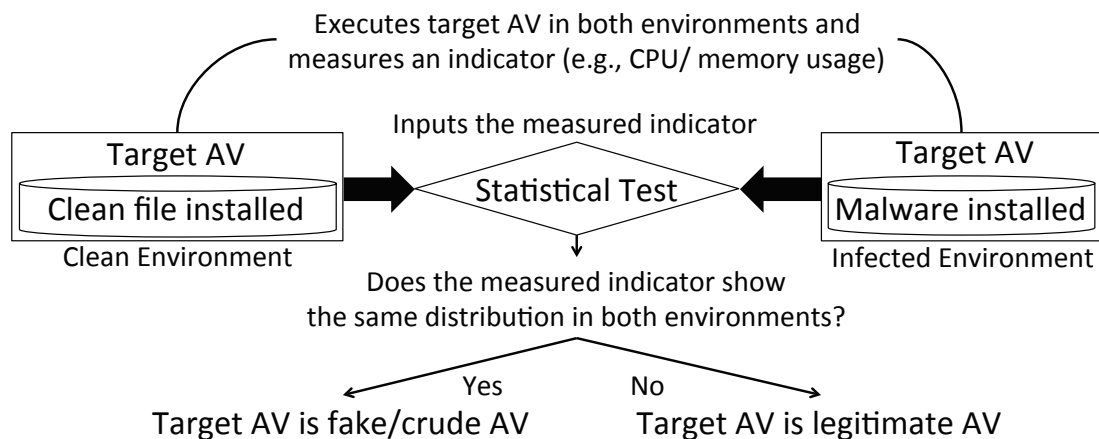 Executes target AV in both environments and
measures an indicator (e.g., CPU/ memory usage)
Inputs the measured indicator
Target AV
Clean file installed
Clean Environment
Statistical Test
Target AV
Malware installed
Infected Environment
Does the measured indicator show
the same distribution in both environments?
Yes
No
Target AV is fake/crude AV
Target AV is legitimate AV